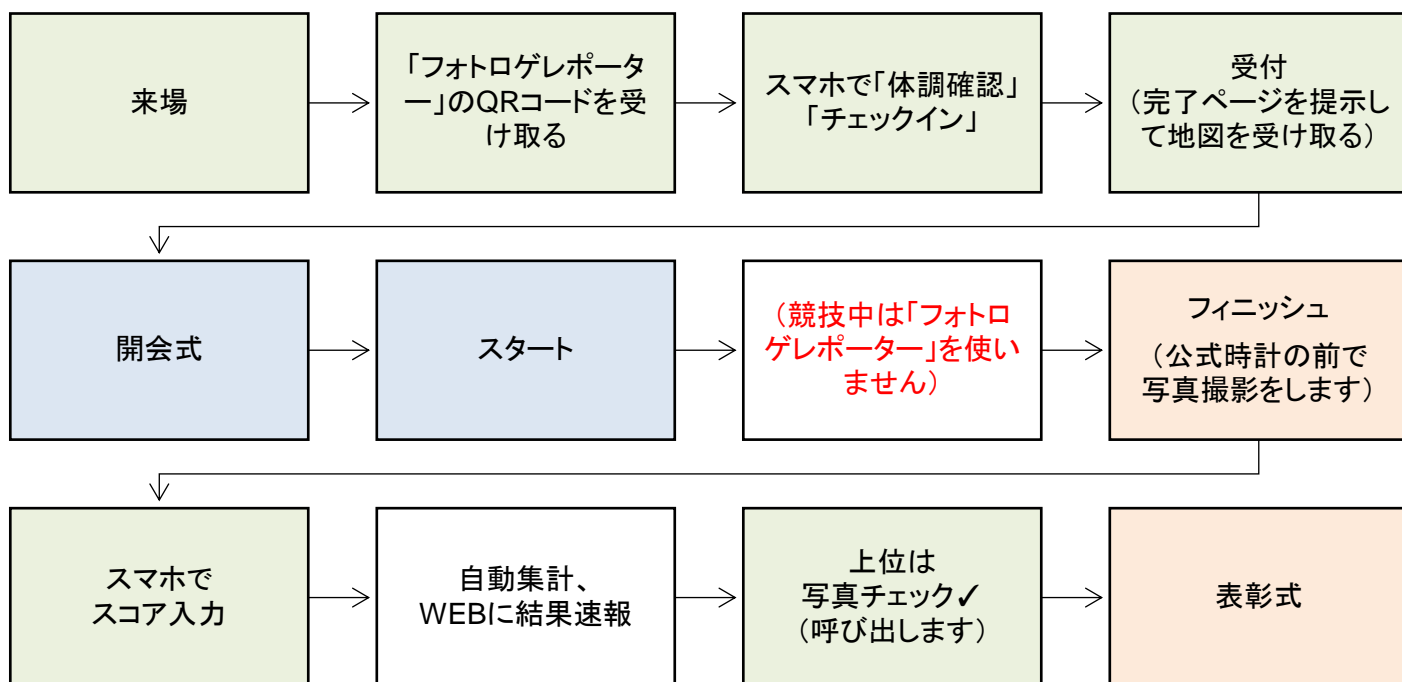 来場
「フォトロゲレポータ
ー」のQRコードを受
け取る
スマホで「体調確認」
「チェックイン」
受付
（完了ページを提示し
て地図を受け取る）
開会式
スタート
（競技中は「フォトロ
ゲレポーター」を使い
ません）
フィニッシュ
（公式時計の前で
写真撮影をします）
スマホで
スコア入力
自動集計、
WEBに結果速報
上位は
写真チェック✓
（呼び出します）
表彰式